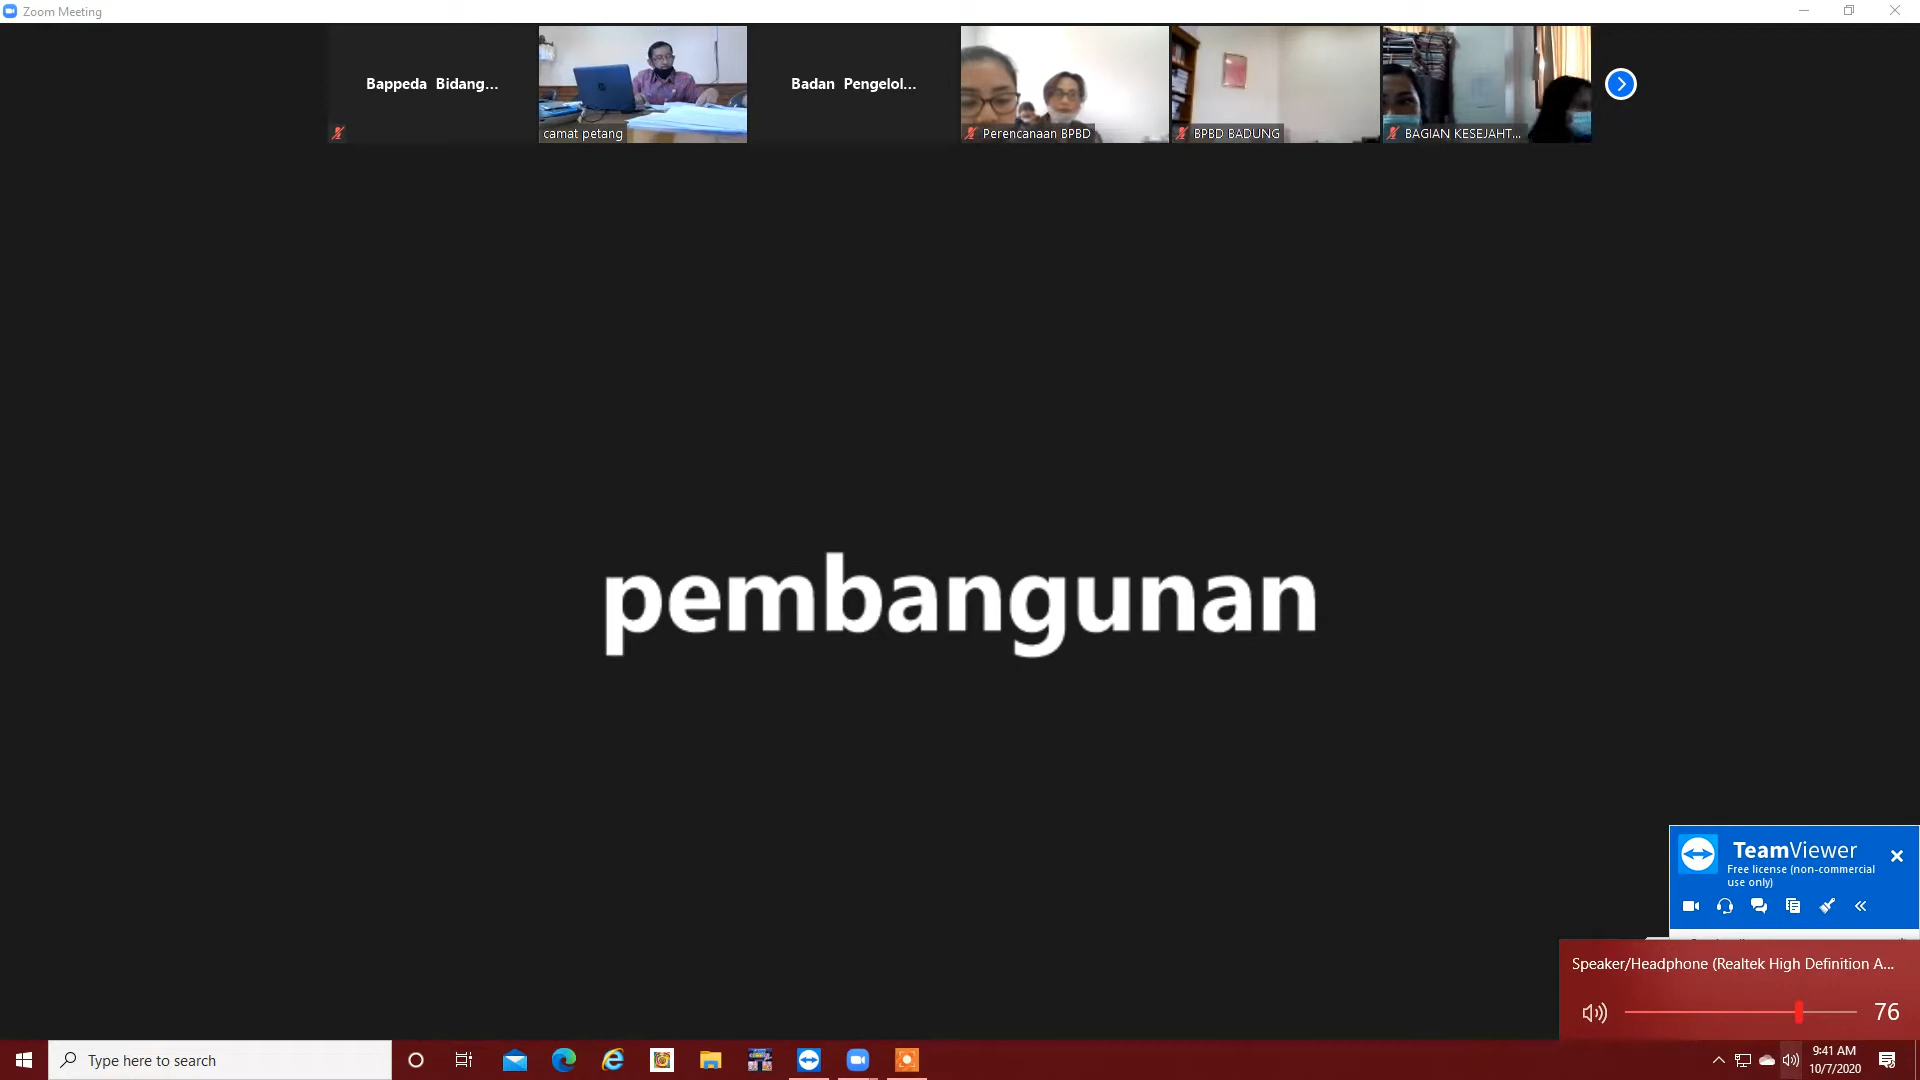 Zoom Meeting
Bappeda Bidang...
camat petang
Badan Pengelol...
Perencanaan BPBD
BPBD BADUNG
BAGIAN KESEJAHT...
pembangunan
TeamViewer
Free license (non-commercial
use only)
Speaker/Headphone (Realtek High Definition A...
76
Type here to search
9:41 AM
10/7/2020